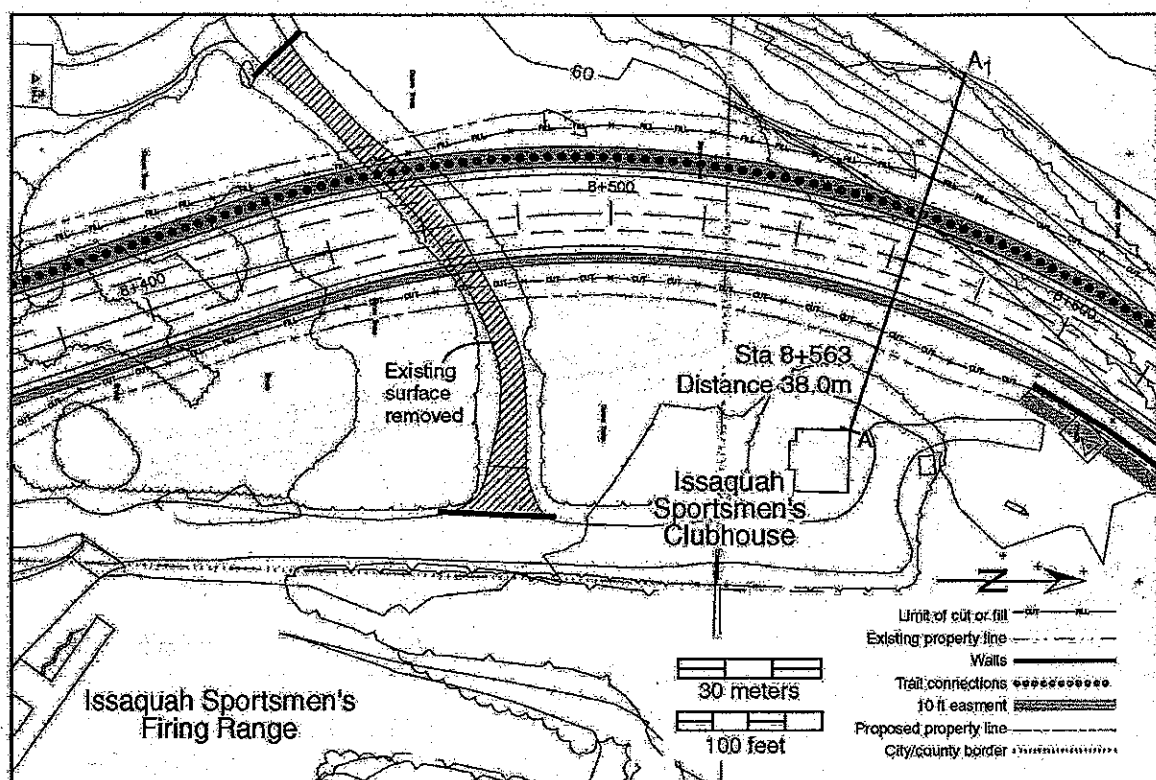 A1
60
8+500
8+400
8+600
Existing
surface
removed
Sta 8+563
Distance 38.0m
A
Issaquah
Sportsmen's
Clubhouse
N
Limit of cut or fill CUT FILL
Existing property line
Walls
Trail connections
10 ft easment
Proposed property line
City/county border
30 meters
100 feet
Issaquah Sportsmen's
Firing Range